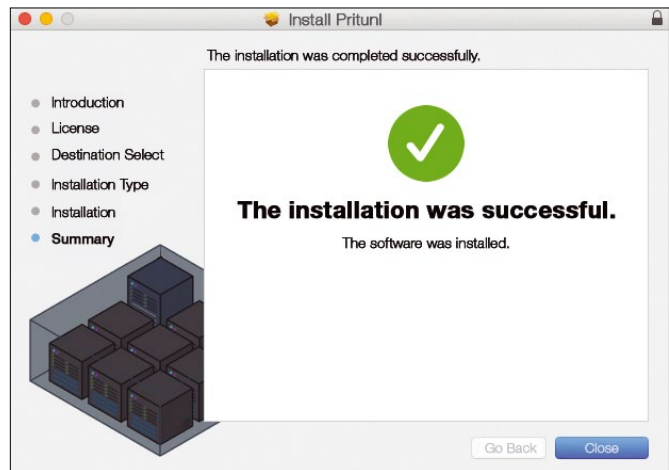 Install Pritunl
The installation was completed successfully.
Introduction
License
Destination Select
Installation Type
Installation
Summary
The installation was successful.
The software was installed.
Go Back
Close